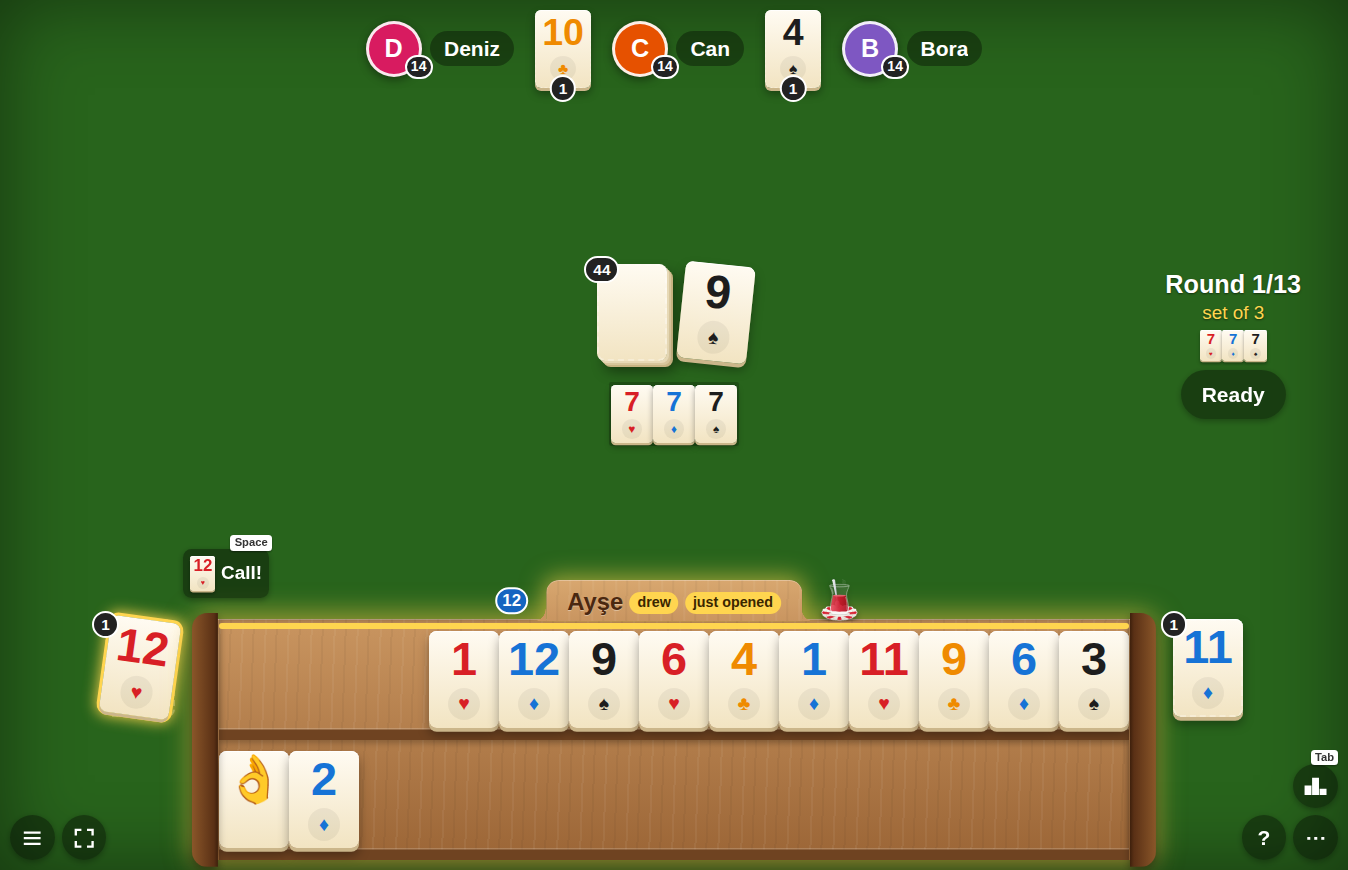 D 14 Deniz
10 1
C 14 Can
4 1
B 14 Bora
44
9
Round 1/13
set of 3
7 7 7
Ready
7 7 7
Space
12 Call!
12
Ayşe drew just opened
1 12
1 11
1 12 9 6 4 1 11 9 6 3
2
Tab
?